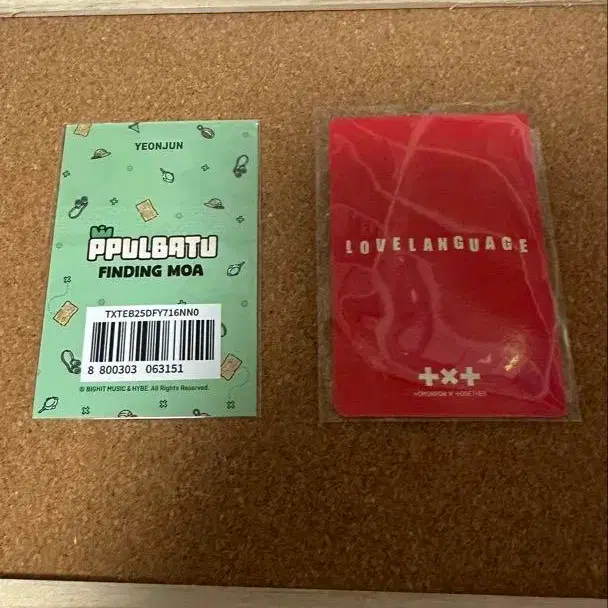 YEONJUN
PPULBATU
FINDING MOA
TXTEB25DFY716NN0
8 800303 063151
© BIGHIT MUSIC & HYBE. All Rights Reserved.
LOVE LANGUAGE
TOMORROW X TOGETHER